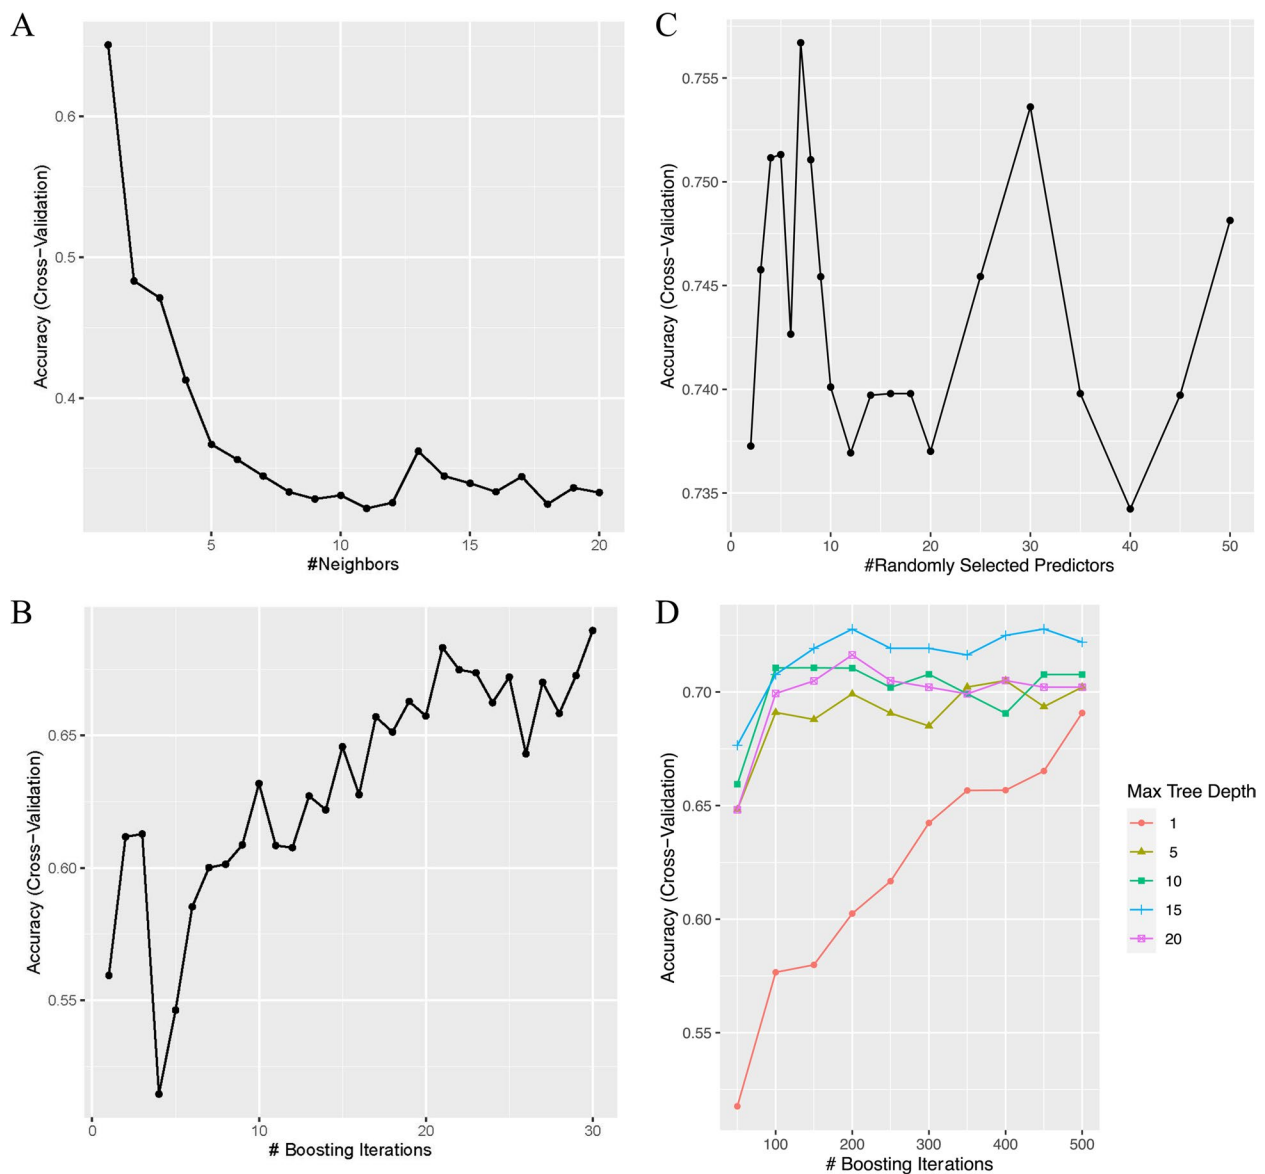 A
Accuracy (Cross-Validation)
0.6
0.5
0.4
5 10 15 20
#Neighbors
C
Accuracy (Cross-Validation)
0.755
0.750
0.745
0.740
0.735
0 10 20 30 40 50
#Randomly Selected Predictors
B
Accuracy (Cross-Validation)
0.65
0.60
0.55
0 10 20 30
# Boosting Iterations
D
Accuracy (Cross-Validation)
0.70
0.65
0.60
0.55
100 200 300 400 500
# Boosting Iterations
Max Tree Depth
1
5
10
15
20